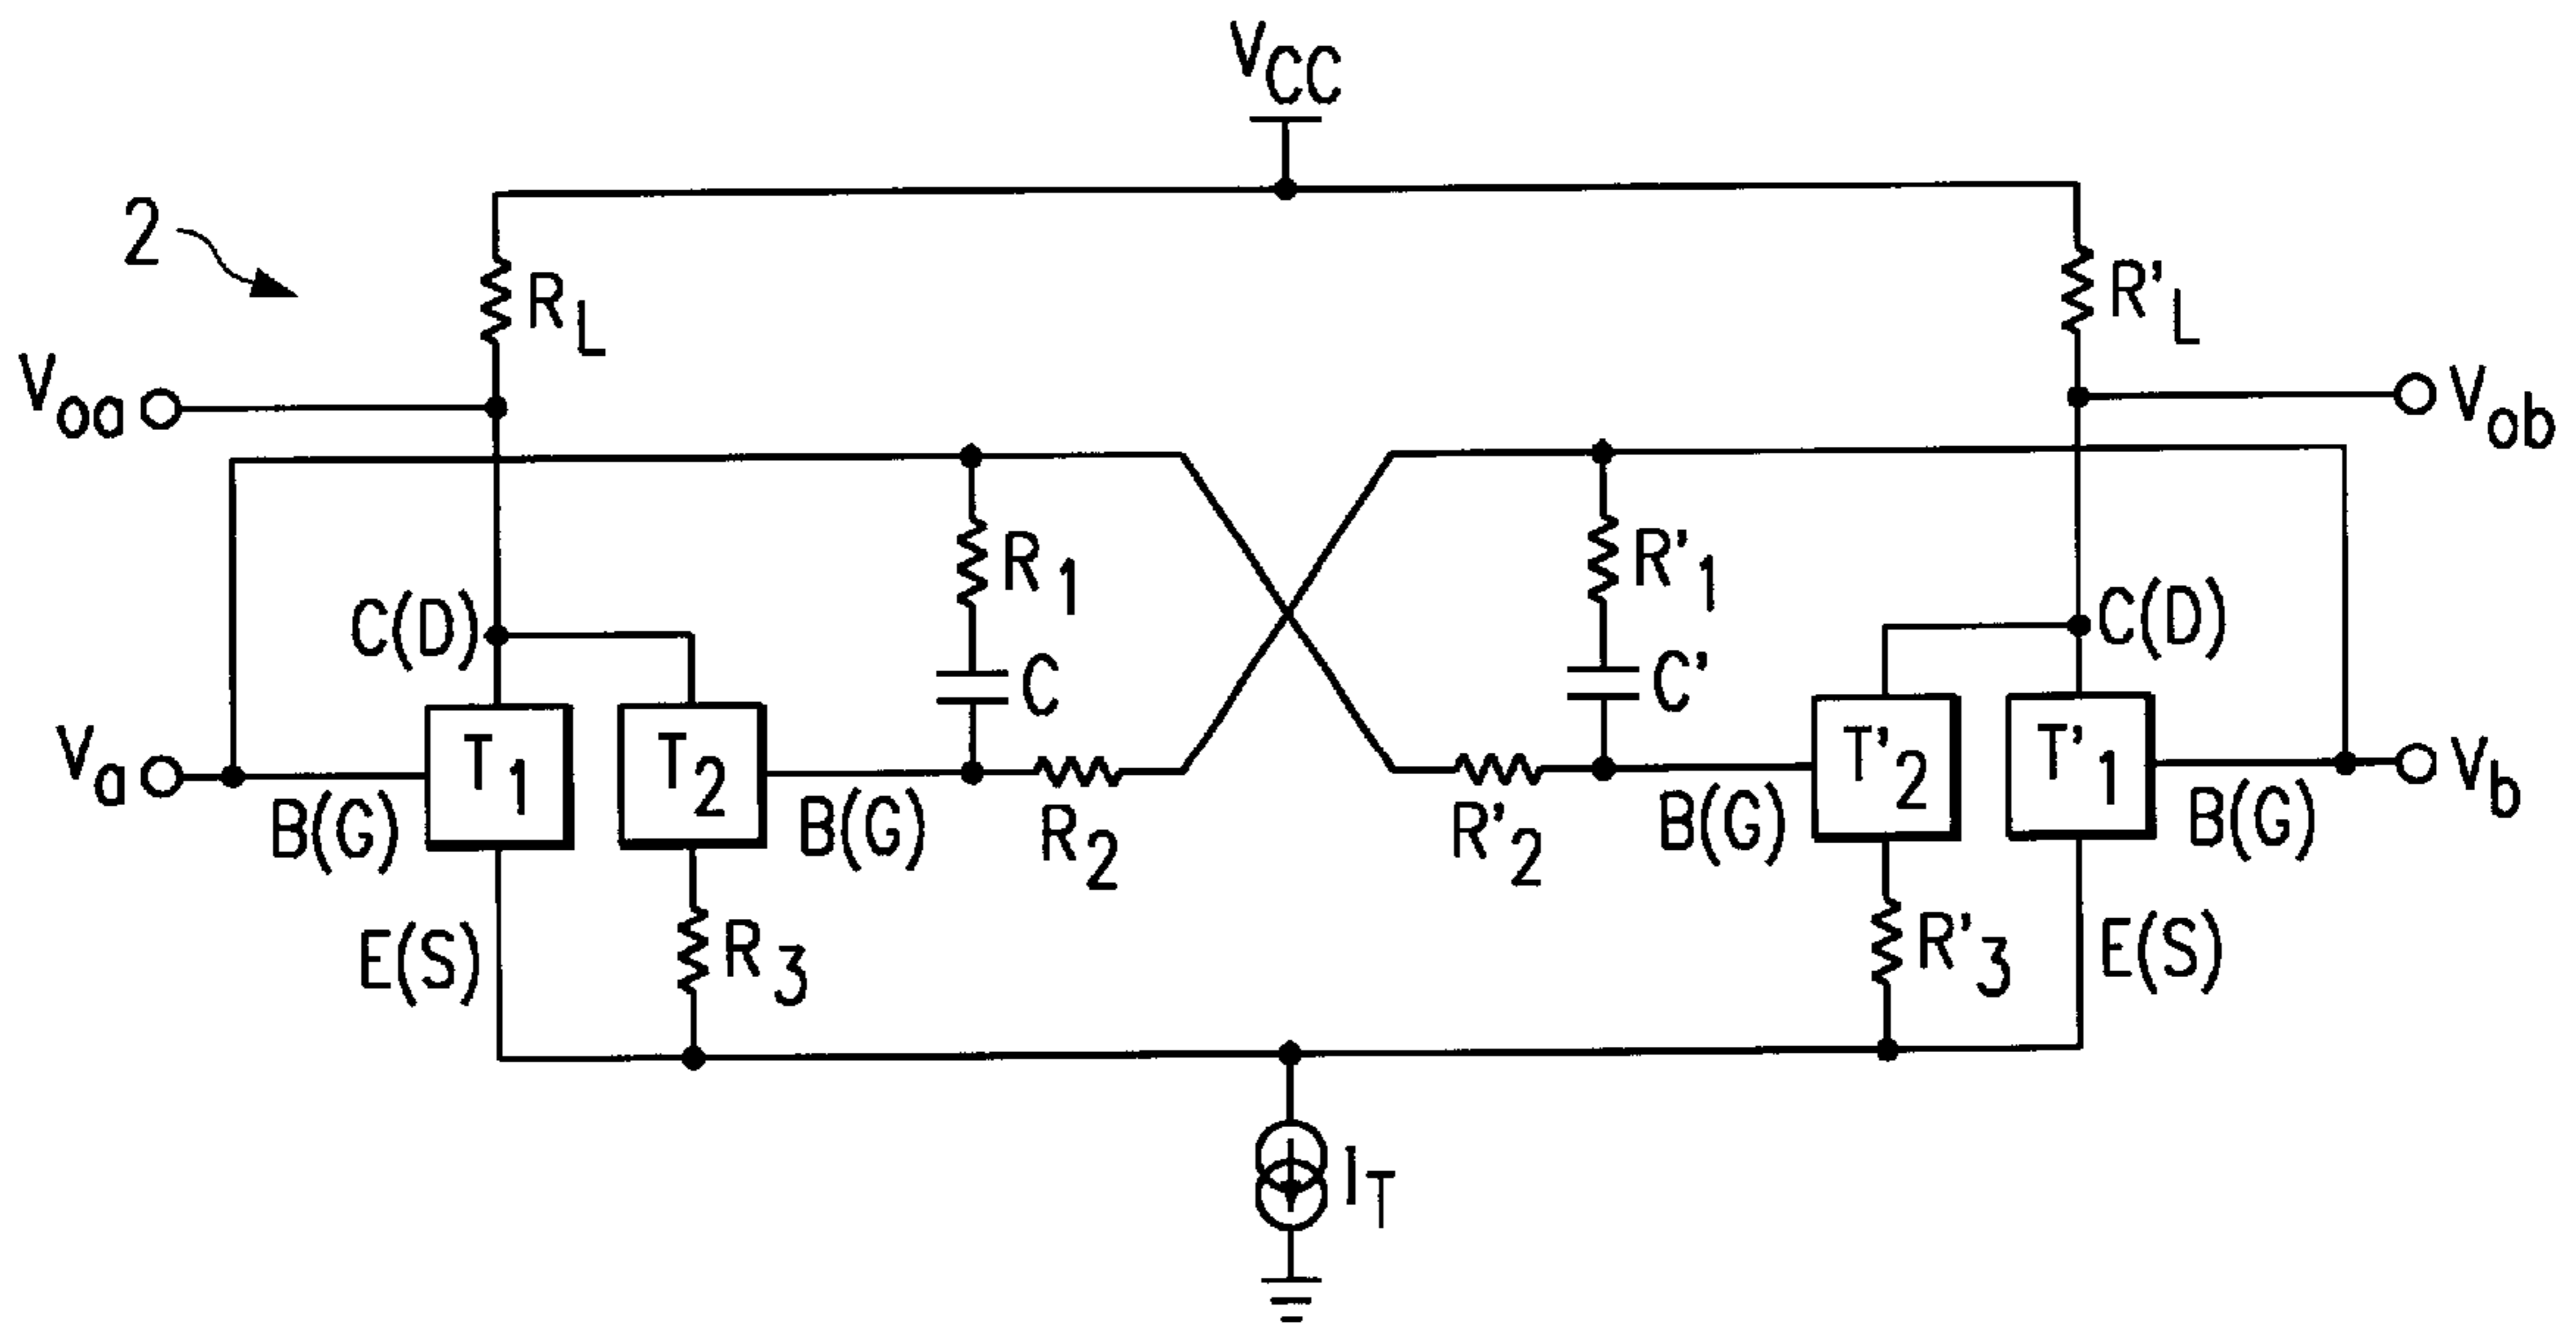 VCC
2
RL
R'L
Voa
Vob
R1
R'1
C(D)
C(D)
C
C'
Va
T1
T2
T'2
T'1
Vb
B(G)
B(G)
R2
R'2
B(G)
B(G)
E(S)
R3
R'3
E(S)
IT